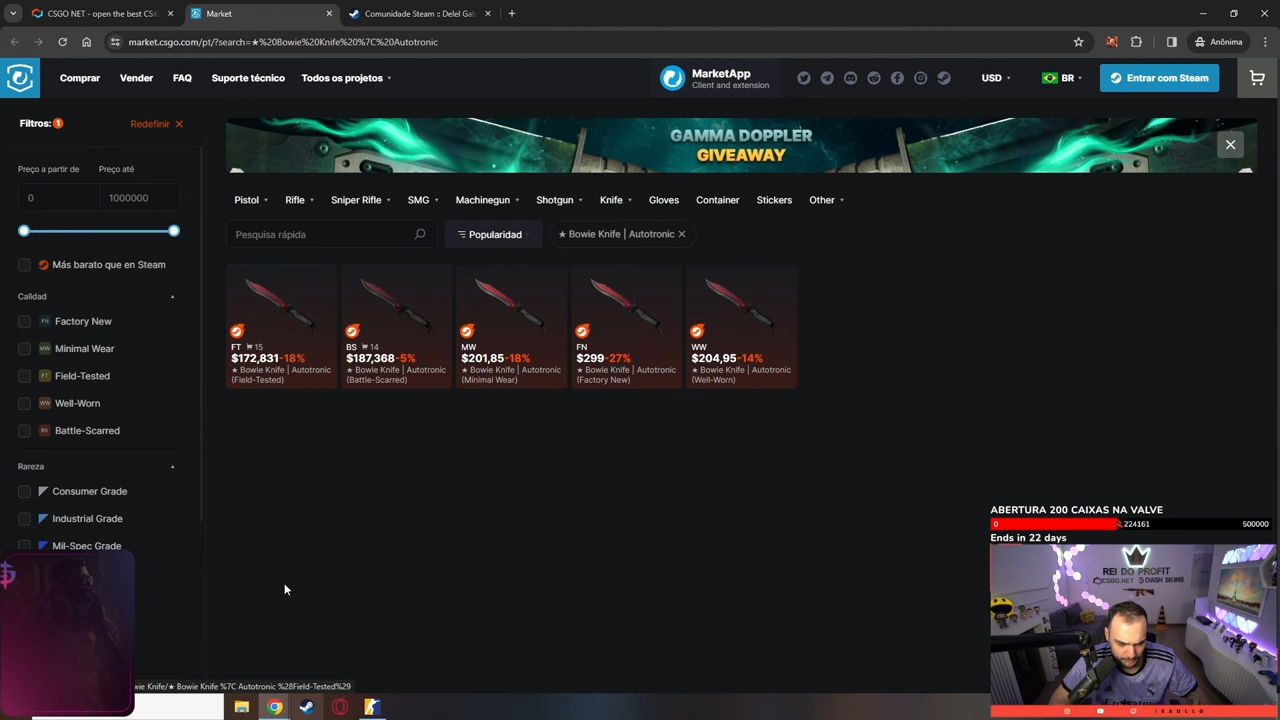 CSGO NET - open the best CS:G
Market
Comunidade Steam :: Delel Gab
market.csgo.com/pt/?search=★%20Bowie%20Knife%20%7C%20Autotronic
Anônima
Comprar
Vender
FAQ
Suporte técnico
Todos os projetos
MarketApp
Client and extension
USD
BR
Entrar com Steam
Filtros: 1
Redefinir
GAMMA DOPPLER
GIVEAWAY
Preço a partir de
Preço até
0
1000000
Pistol
Rifle
Sniper Rifle
SMG
Machinegun
Shotgun
Knife
Gloves
Container
Stickers
Other
Pesquisa rápida
Popularidad
★ Bowie Knife | Autotronic
Más barato que en Steam
Calidad
FN Factory New
MW Minimal Wear
FT Field-Tested
WW Well-Worn
BS Battle-Scarred
Rareza
Consumer Grade
Industrial Grade
Mil-Spec Grade
FT 15
$172,831-18%
★ Bowie Knife | Autotronic
(Field-Tested)
BS 14
$187,368-5%
★ Bowie Knife | Autotronic
(Battle-Scarred)
MW
$201,85-18%
★ Bowie Knife | Autotronic
(Minimal Wear)
FN
$299-27%
★ Bowie Knife | Autotronic
(Factory New)
WW
$204,95-14%
★ Bowie Knife | Autotronic
(Well-Worn)
ABERTURA 200 CAIXAS NA VALVE
0
224161
500000
Ends in 22 days
REI DO PROFIT
CSGO.NET DASH SKINS
/SAULLO
owie Knife/★ Bowie Knife %7C Autotronic %28Field-Tested%29